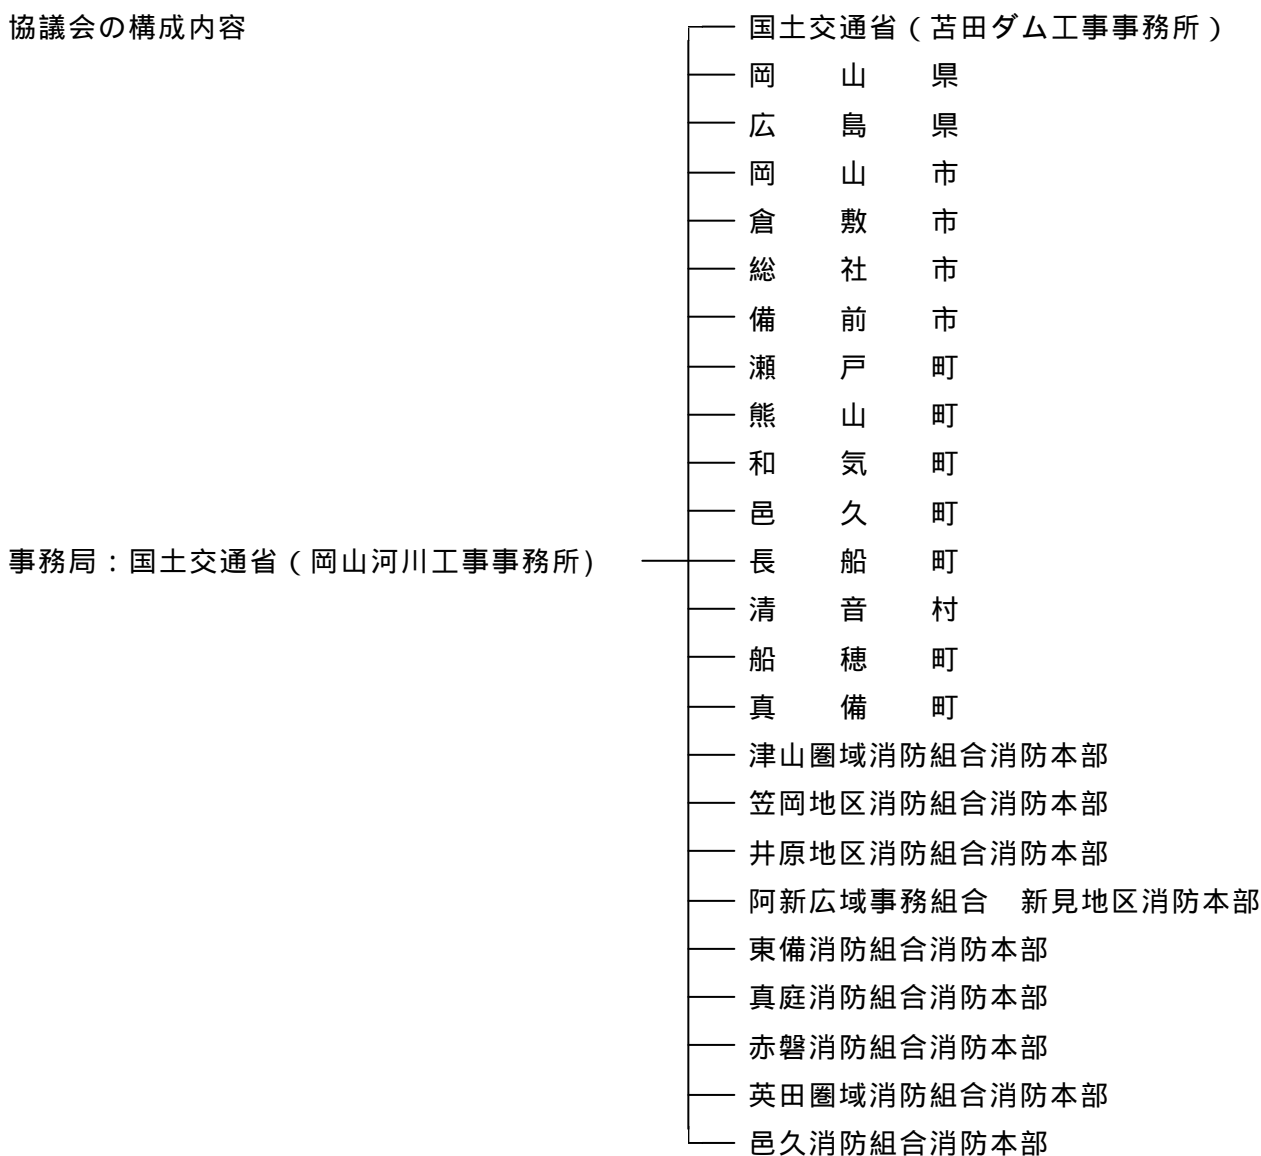 協議会の構成内容
国土交通省（苫田ダム工事事務所）
岡山県
広島県
岡山市
倉敷市
総社市
備前市
瀬戸町
熊山町
和気町
邑久町
事務局：国土交通省（岡山河川工事事務所）
長船町
清音村
船穂町
真備町
津山圏域消防組合消防本部
笠岡地区消防組合消防本部
井原地区消防組合消防本部
阿新広域事務組合　新見地区消防本部
東備消防組合消防本部
真庭消防組合消防本部
赤磐消防組合消防本部
英田圏域消防組合消防本部
邑久消防組合消防本部